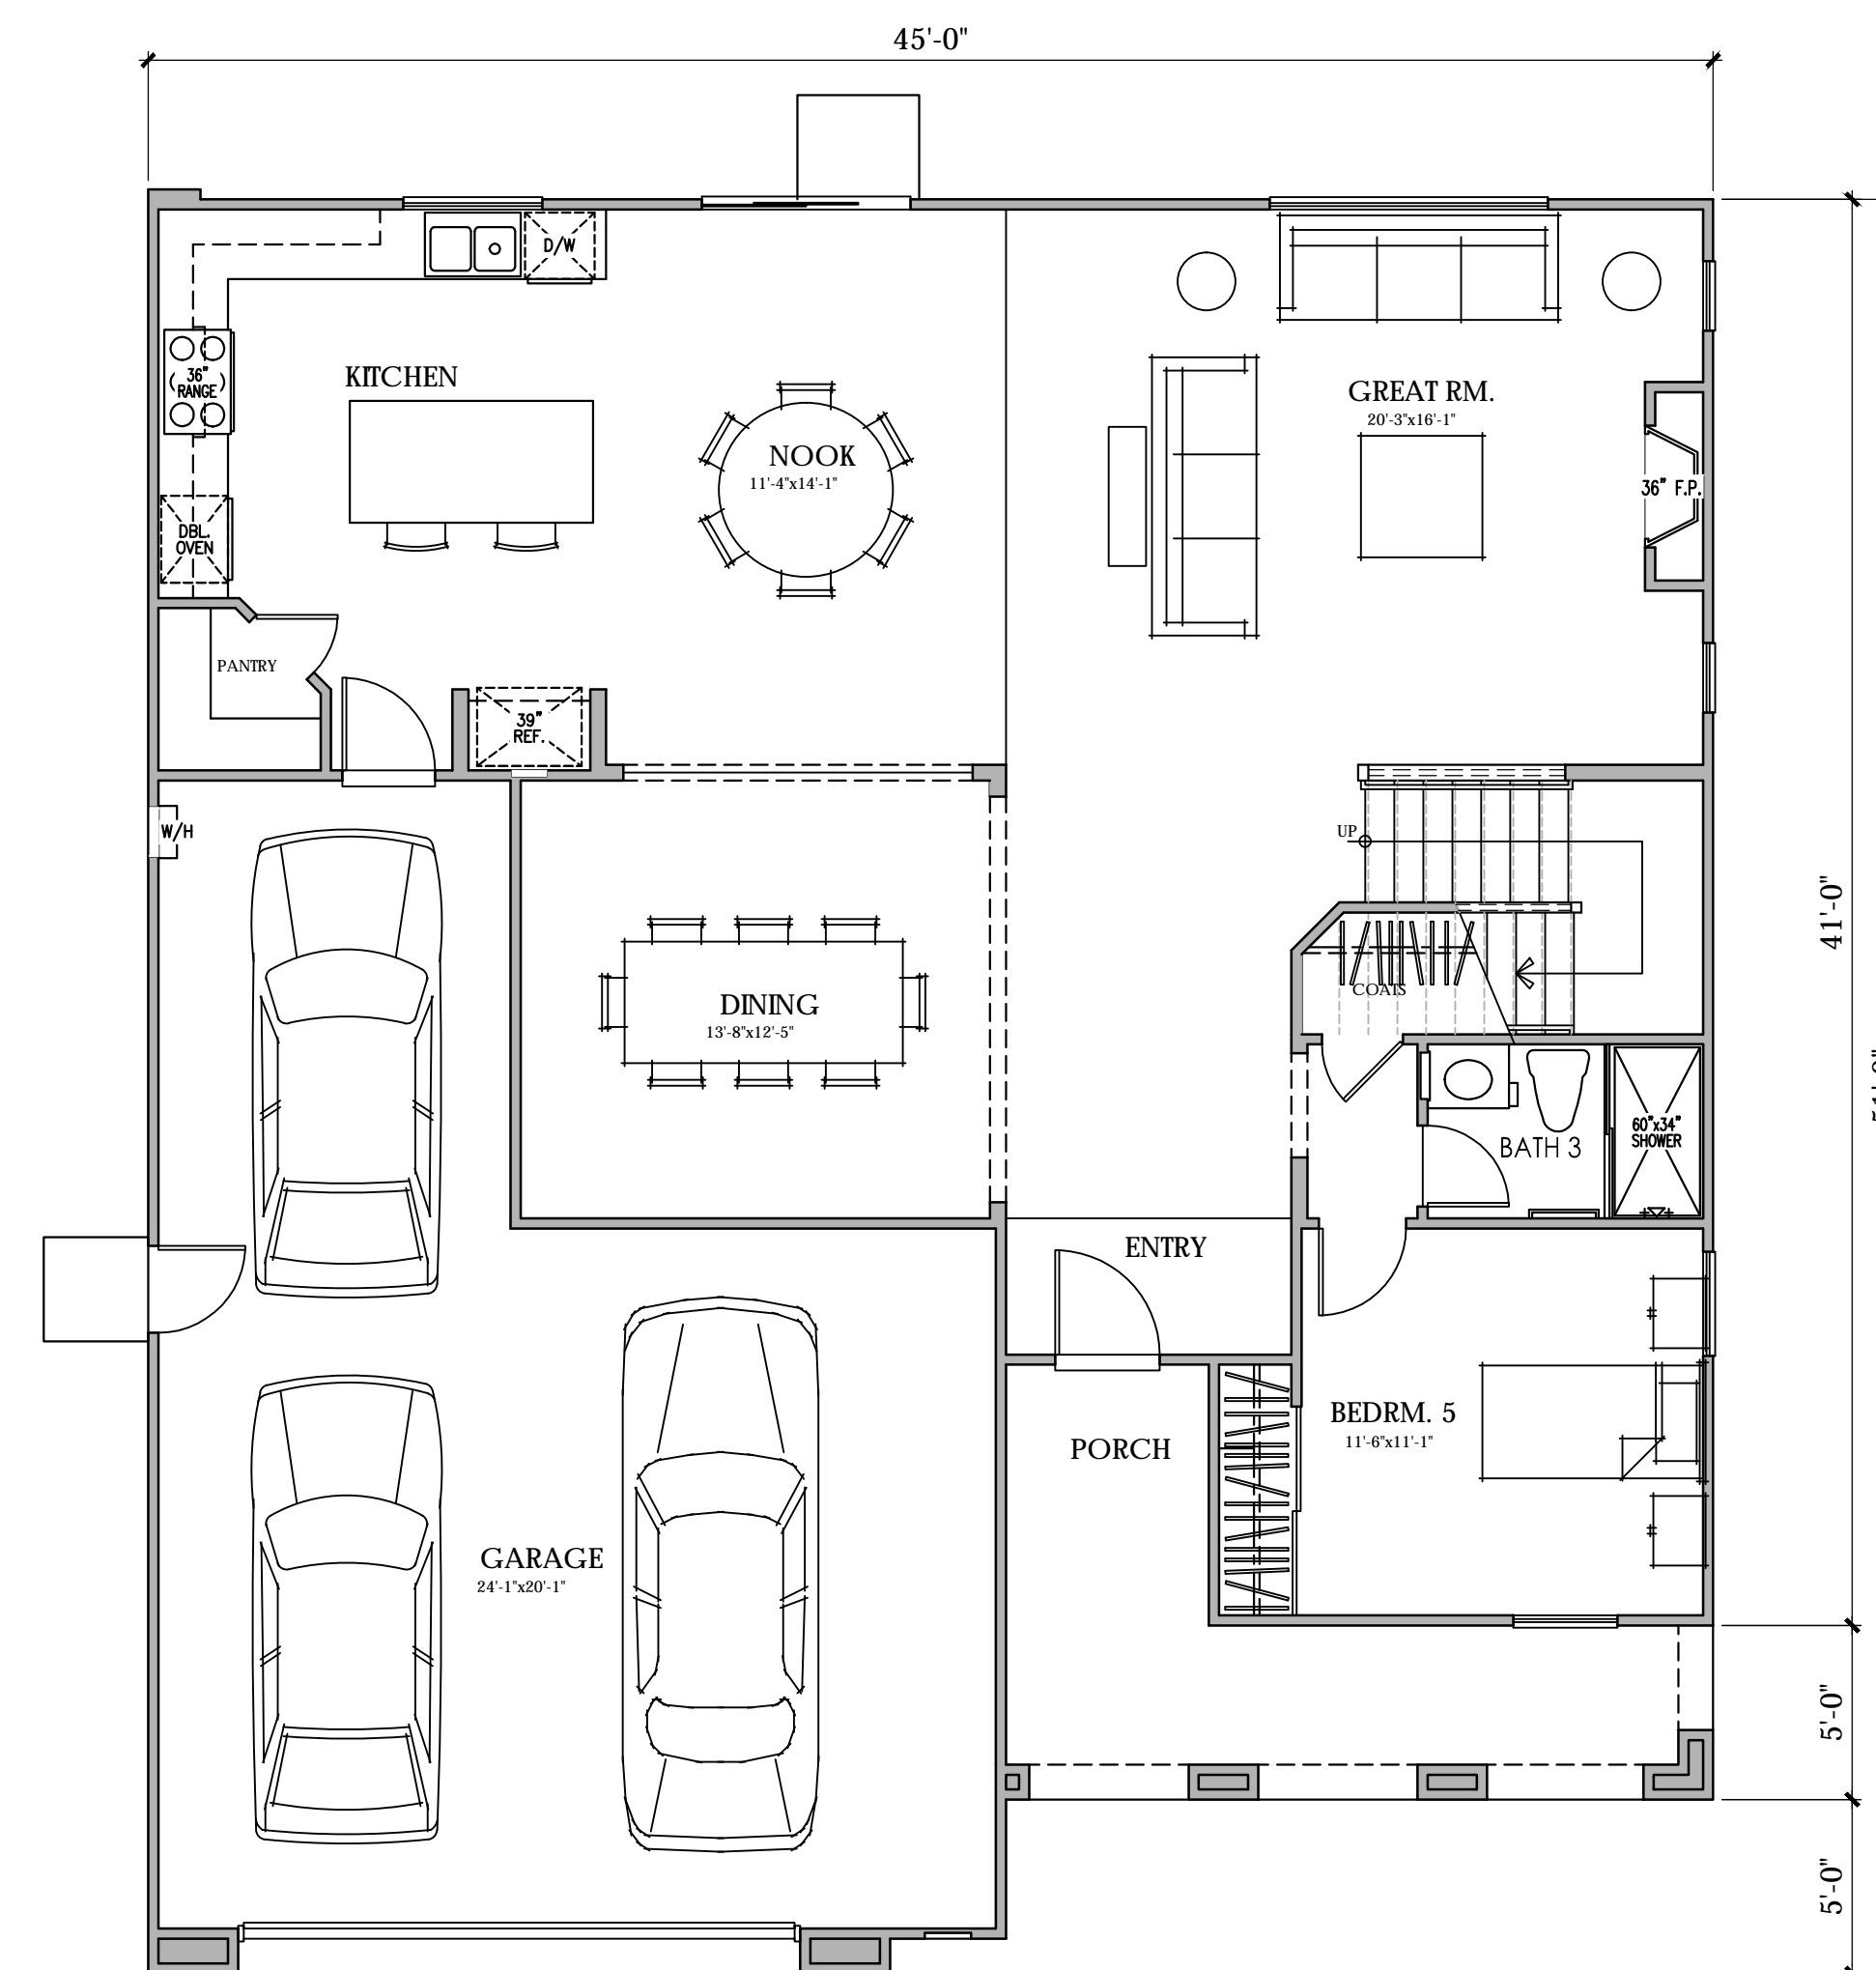 45'-0"
D/W
36"
RANGE
KITCHEN
GREAT RM.
20'-3"x16'-1"
NOOK
11'-4"x14'-1"
36" F.P.
DBL.
OVEN
PANTRY
39"
REF.
W/H
UP
41'-0"
COATS
DINING
13'-8"x12'-5"
60"x34"
SHOWER
BATH 3
ENTRY
BEDRM. 5
11'-6"x11'-1"
PORCH
GARAGE
24'-1"x20'-1"
5'-0"
5'-0"